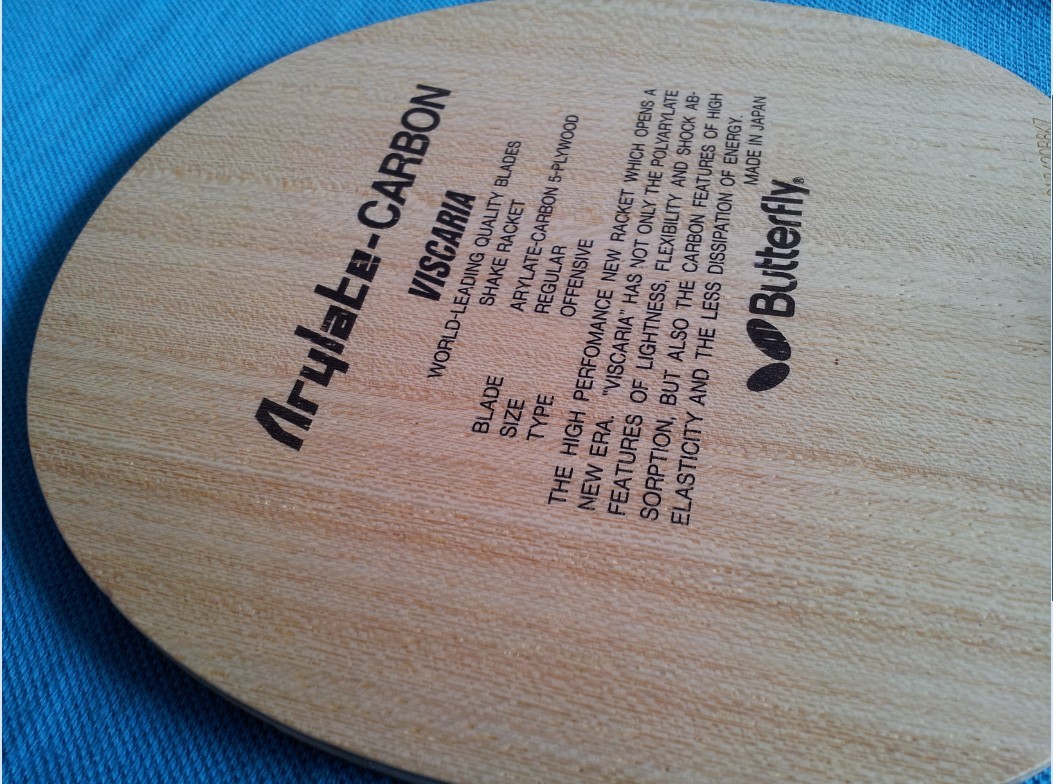 Arylate-CARBON
VISCARIA
WORLD-LEADING QUALITY BLADES
SHAKE RACKET
BLADE ARYLATE-CARBON 5-PLYWOOD
SIZE REGULAR
TYPE OFFENSIVE
THE HIGH PERFOMANCE NEW RACKET WHICH OPENS A
NEW ERA. "VISCARIA" HAS NOT ONLY THE POLYARYLATE
FEATURES OF LIGHTNESS, FLEXIBILITY AND SHOCK AB-
SORPTION, BUT ALSO THE CARBON FEATURES OF HIGH
ELASTICITY AND THE LESS DISSIPATION OF ENERGY.
MADE IN JAPAN
Butterfly®